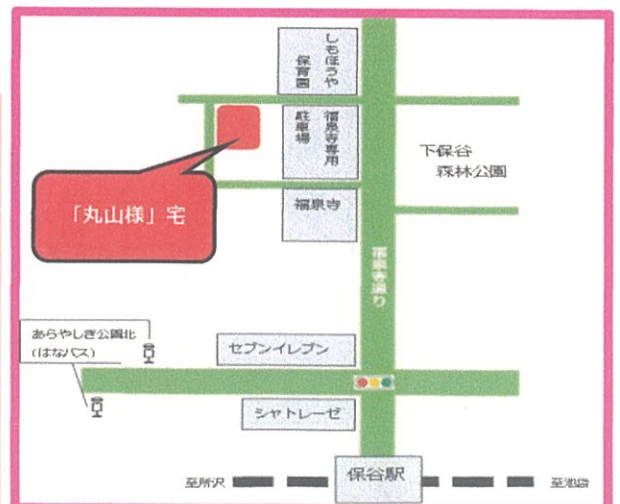 しもほうや
保育園
福泉寺専用
駐車場
下保谷
森林公園
「丸山様」宅
福泉寺
福泉寺通り
あらやしき公園北
(はなバス)
セブンイレブン
シャトレーゼ
保谷駅
至所沢
至池袋